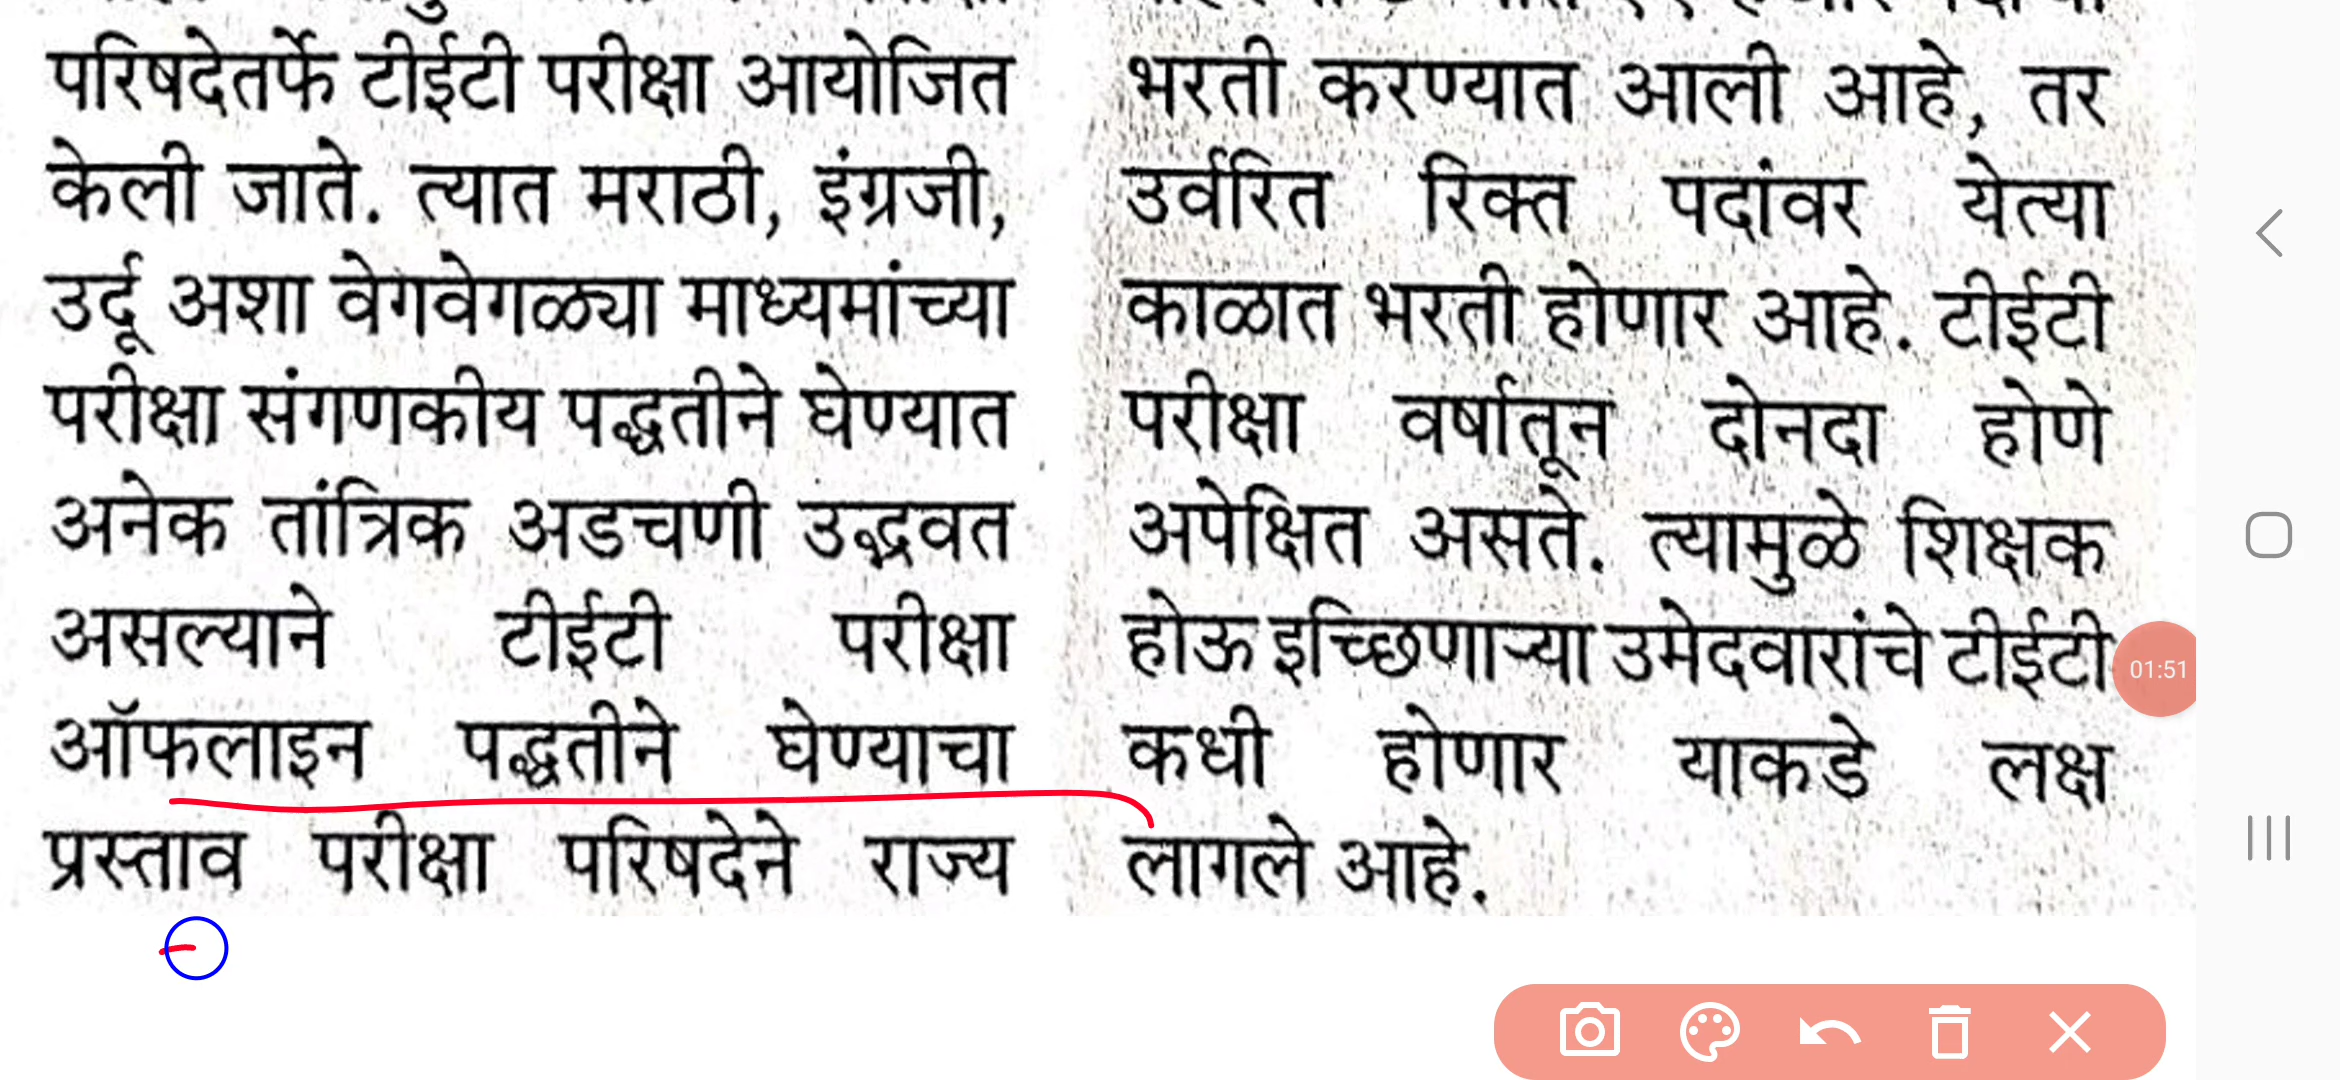 परिषदेतर्फे टीईटी परीक्षा आयोजित
केली जाते. त्यात मराठी, इंग्रजी,
उर्दू अशा वेगवेगळ्या माध्यमांच्या
परीक्षा संगणकीय पद्धतीने घेण्यात
अनेक तांत्रिक अडचणी उद्भवत
असल्याने टीईटी परीक्षा
ऑफलाइन पद्धतीने घेण्याचा
प्रस्ताव परीक्षा परिषदेने राज्य
भरती करण्यात आली आहे, तर
उर्वरित रिक्त पदांवर येत्या
काळात भरती होणार आहे. टीईटी
परीक्षा वर्षातून दोनदा होणे
अपेक्षित असते. त्यामुळे शिक्षक
होऊ इच्छिणाऱ्या उमेदवारांचे टीईटी
कधी होणार याकडे लक्ष
लागले आहे.
01:51